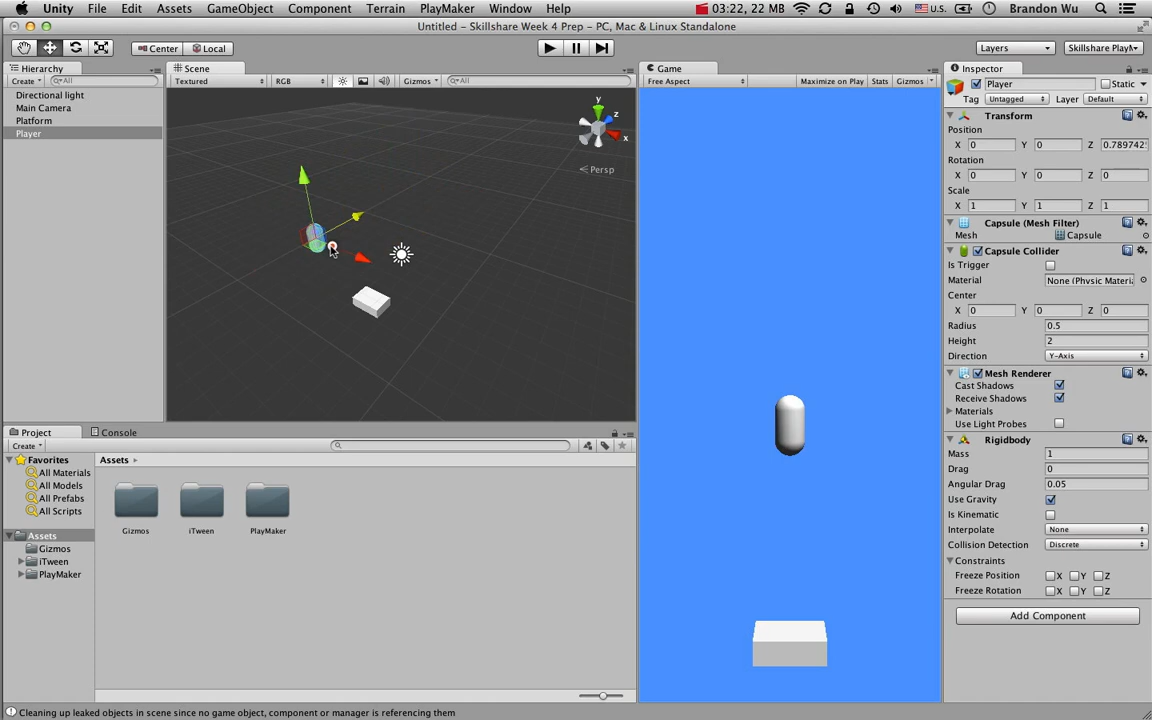 Unity File Edit Assets GameObject Component Terrain PlayMaker Window Help 03:22, 22 MB U.S. Brandon Wu
Untitled - Skillshare Week 4 Prep - PC, Mac & Linux Standalone
Center Local Layers Skillshare PlayM
Hierarchy
Create All
Directional light
Main Camera
Platform
Player
Scene
Textured RGB Gizmos All
y
z
x
Persp
Game
Free Aspect Maximize on Play Stats Gizmos
Inspector
Player Static
Tag Untagged Layer Default
Transform
Position
X 0 Y 0 Z 0.789742
Rotation
X 0 Y 0 Z 0
Scale
X 1 Y 1 Z 1
Capsule (Mesh Filter)
Mesh Capsule
Capsule Collider
Is Trigger
Material None (Physic Materi
Center
X 0 Y 0 Z 0
Radius 0.5
Height 2
Direction Y-Axis
Mesh Renderer
Cast Shadows
Receive Shadows
Materials
Use Light Probes
Rigidbody
Mass 1
Drag 0
Angular Drag 0.05
Use Gravity
Is Kinematic
Interpolate None
Collision Detection Discrete
Constraints
Freeze Position X Y Z
Freeze Rotation X Y Z
Add Component
Project Console
Create
Favorites
All Materials
All Models
All Prefabs
All Scripts
Assets
Gizmos
iTween
PlayMaker
Assets
Gizmos iTween PlayMaker
Cleaning up leaked objects in scene since no game object, component or manager is referencing them